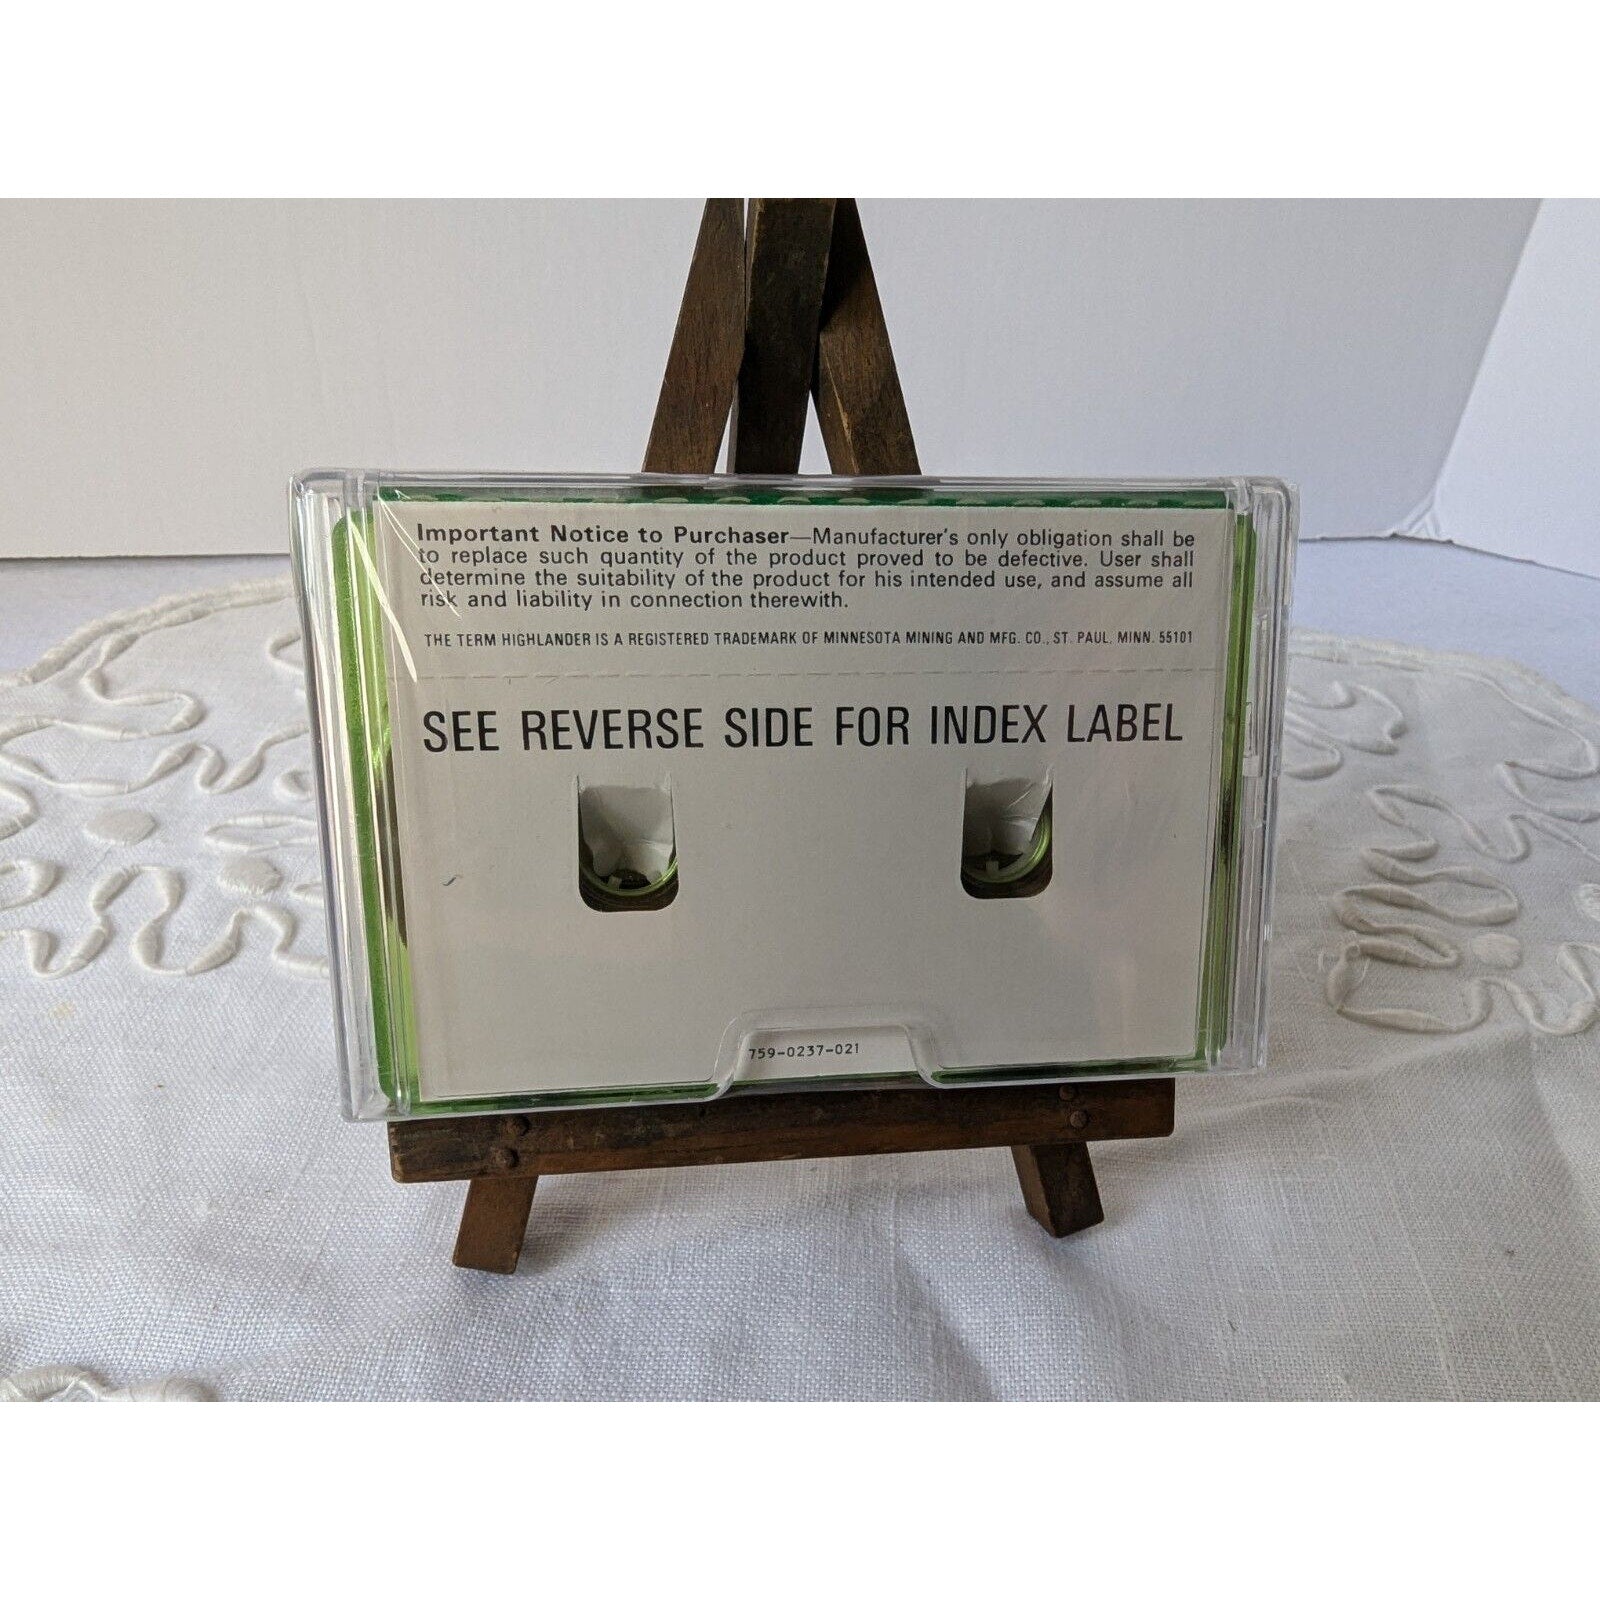 Important Notice to Purchaser—Manufacturer's only obligation shall be
to replace such quantity of the product proved to be defective. User shall
determine the suitability of the product for his intended use, and assume all
risk and liability in connection therewith.
THE TERM HIGHLANDER IS A REGISTERED TRADEMARK OF MINNESOTA MINING AND MFG. CO., ST. PAUL, MINN. 55101
SEE REVERSE SIDE FOR INDEX LABEL
759-0237-021